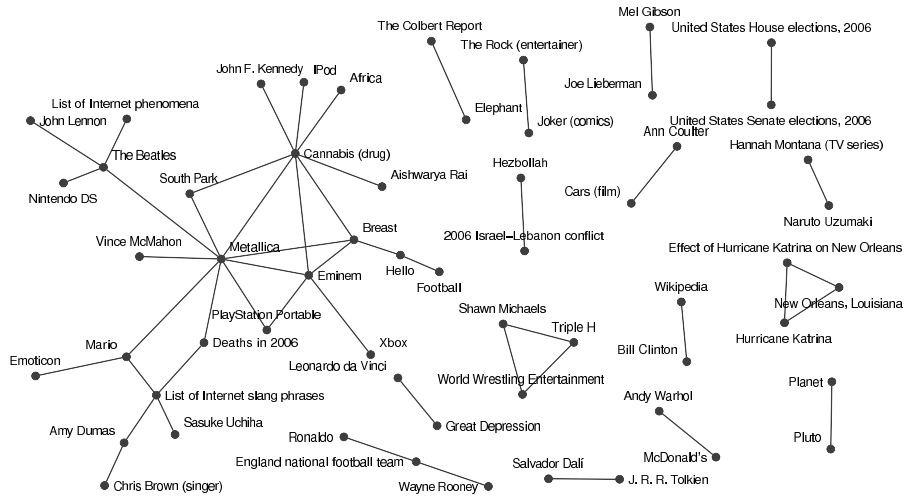 Mel Gibson
The Colbert Report
United States House elections, 2006
The Rock (entertainer)
John F. Kennedy
IPod
Africa
Joe Lieberman
List of Internet phenomena
Elephant
John Lennon
Joker (comics)
United States Senate elections, 2006
Ann Coulter
The Beatles
Cannabis (drug)
Hannah Montana (TV series)
Hezbollah
Aishwarya Rai
South Park
Cars (film)
Nintendo DS
Naruto Uzumaki
Breast
2006 Israel–Lebanon conflict
Vince McMahon
Metallica
Effect of Hurricane Katrina on New Orleans
Hello
Eminem
Football
Wikipedia
New Orleans, Louisiana
Shawn Michaels
PlayStation Portable
Triple H
Hurricane Katrina
Mario
Deaths in 2006
Xbox
Bill Clinton
Emoticon
Leonardo da Vinci
World Wrestling Entertainment
Planet
List of Internet slang phrases
Andy Warhol
Sasuke Uchiha
Great Depression
Amy Dumas
Ronaldo
Pluto
England national football team
McDonald's
Salvador Dalí
J. R. R. Tolkien
Chris Brown (singer)
Wayne Rooney